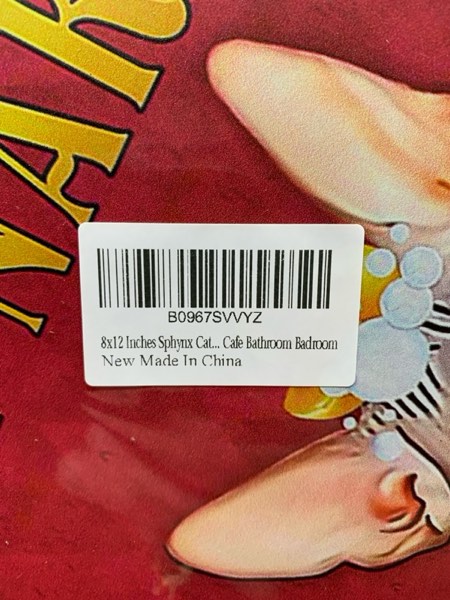 B0967SVVYZ
8x12 Inches Sphynx Cat... Cafe Bathroom Badroom
New Made In China